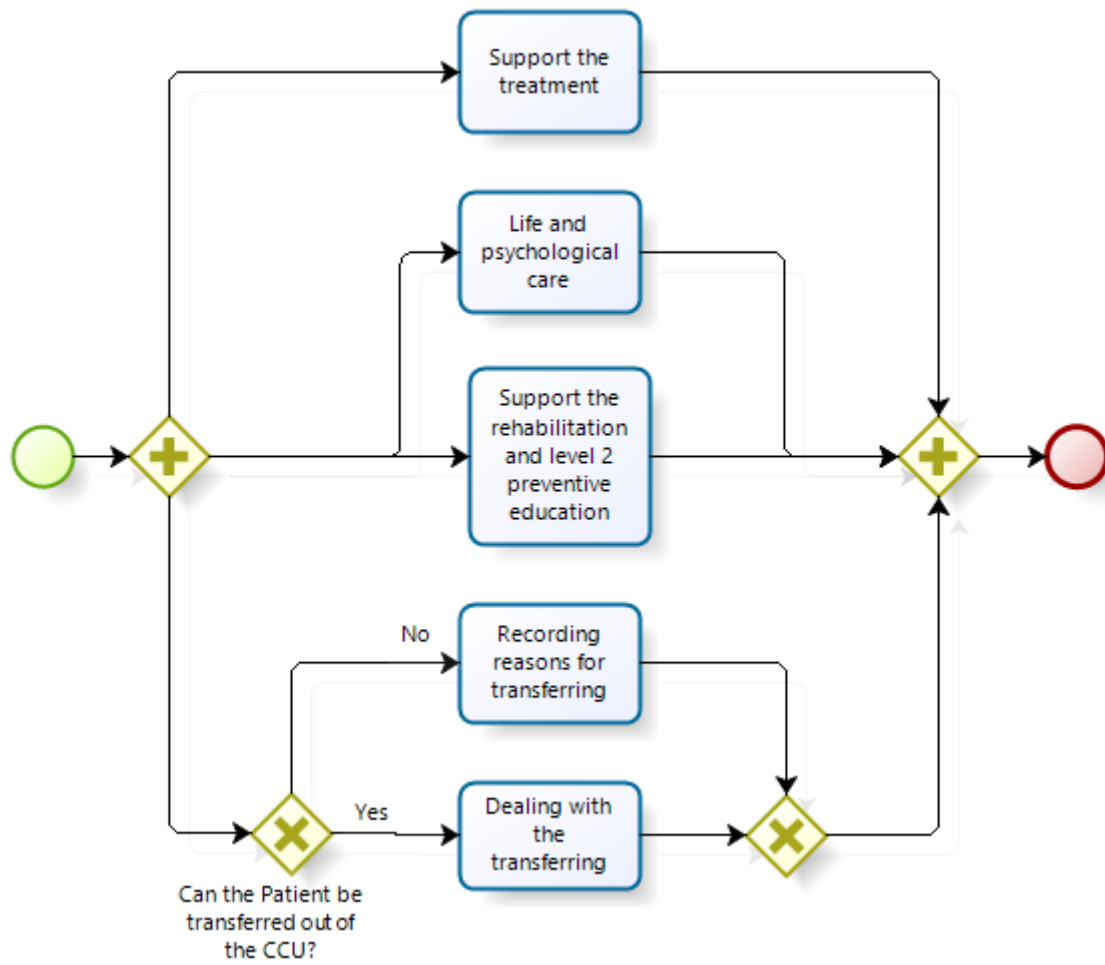 Support the
treatment
Life and
psychological
care
Support the
rehabilitation
and level 2
preventive
education
No
Recording
reasons for
transferring
Yes
Dealing with
the
transferring
Can the Patient be
transferred out of
the CCU?